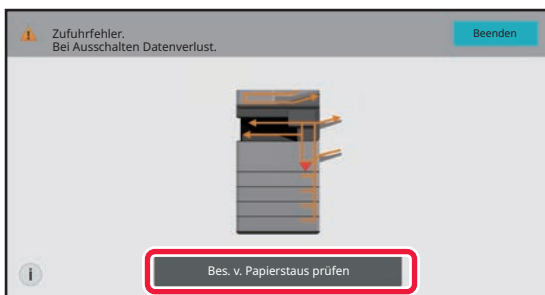 Zufuhrfehler.
Bei Ausschalten Datenverlust.
Beenden
i
Bes. v. Papierstaus prüfen